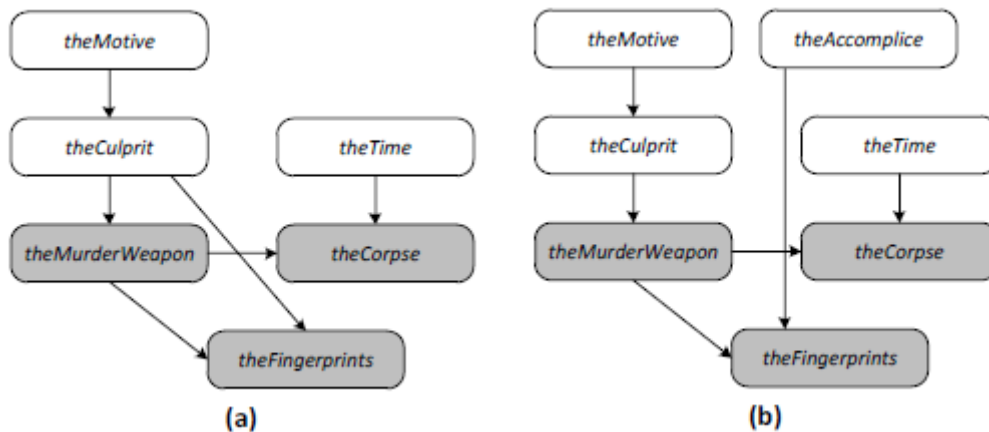 theMotive
theCulprit
theTime
theMurderWeapon
theCorpse
theFingerprints
(a)
theMotive
theAccomplice
theCulprit
theTime
theMurderWeapon
theCorpse
theFingerprints
(b)